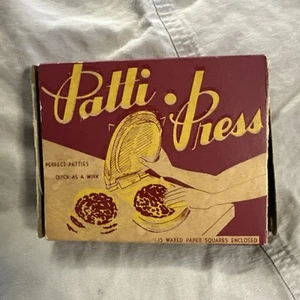 Patti·Press
PERFECT PATTIES
QUICK AS A WINK
15 WAXED PAPER SQUARES ENCLOSED